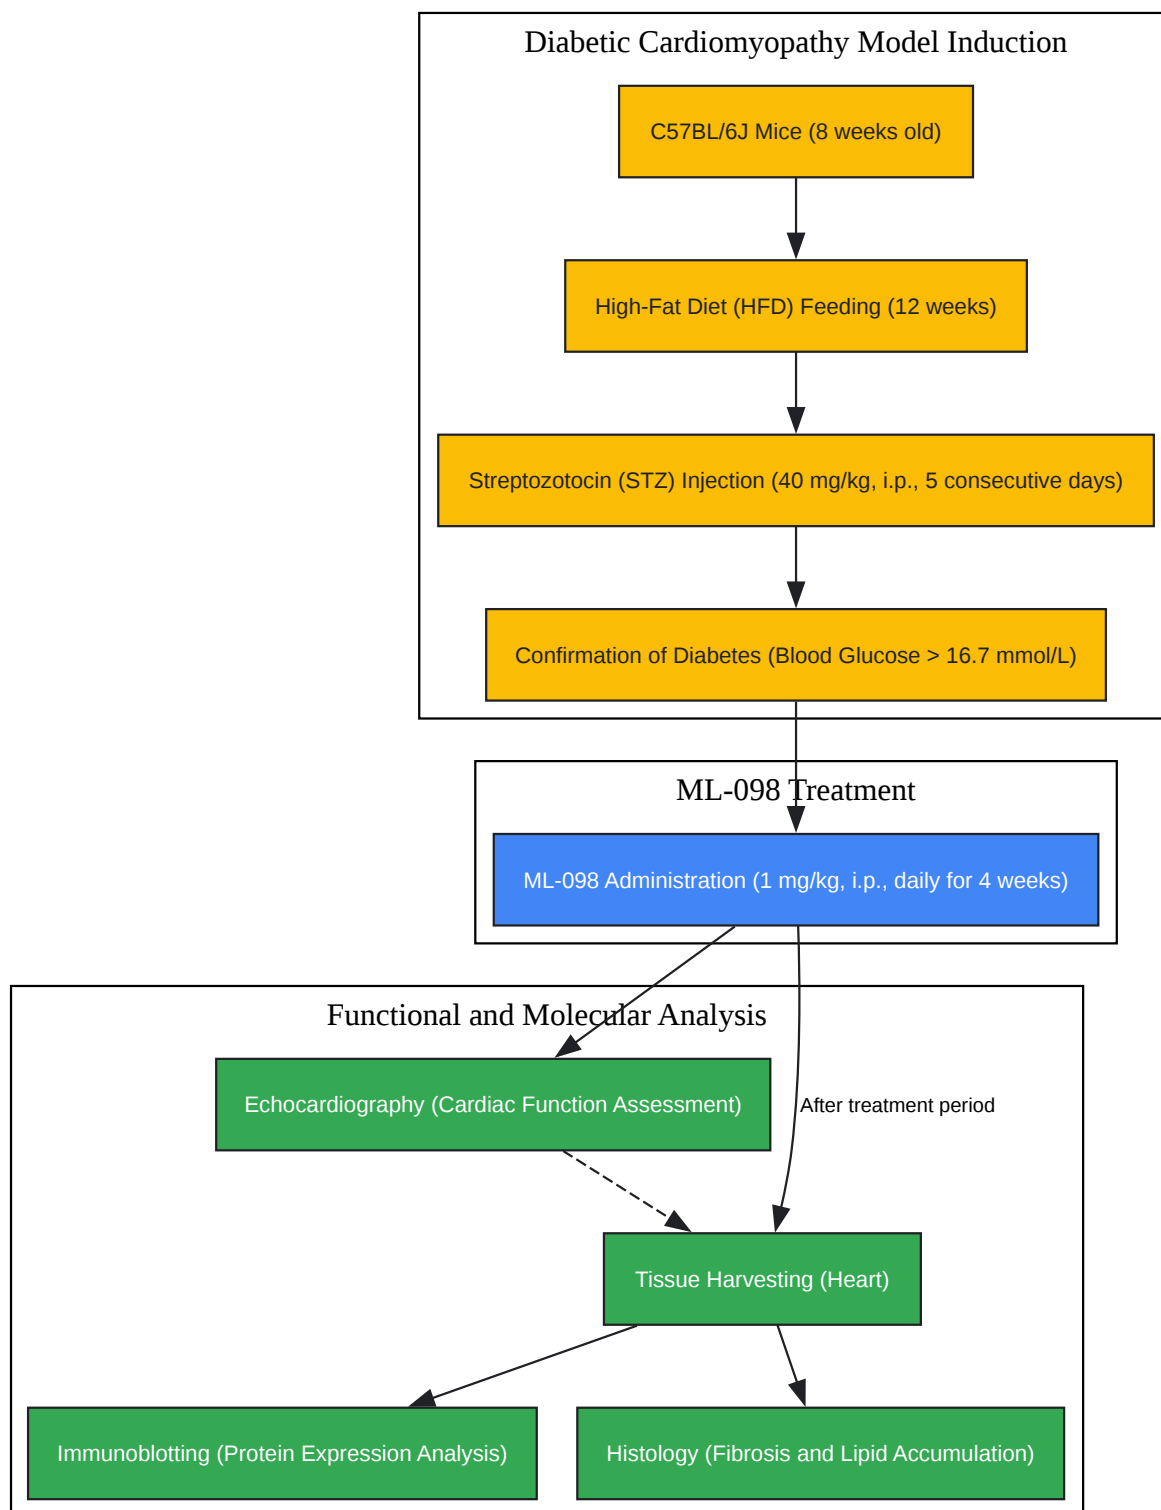 Diabetic Cardiomyopathy Model Induction
C57BL/6J Mice (8 weeks old)
High-Fat Diet (HFD) Feeding (12 weeks)
Streptozotocin (STZ) Injection (40 mg/kg, i.p., 5 consecutive days)
Confirmation of Diabetes (Blood Glucose > 16.7 mmol/L)
ML-098 Treatment
ML-098 Administration (1 mg/kg, i.p., daily for 4 weeks)
Functional and Molecular Analysis
Echocardiography (Cardiac Function Assessment)
After treatment period
Tissue Harvesting (Heart)
Immunoblotting (Protein Expression Analysis)
Histology (Fibrosis and Lipid Accumulation)